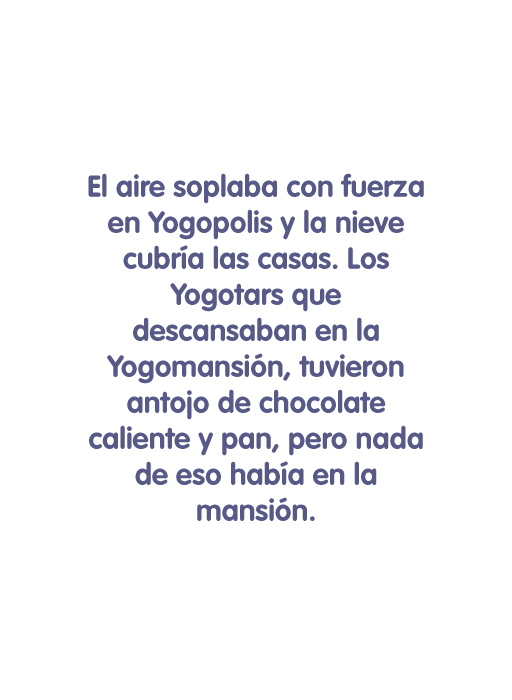 El aire soplaba con fuerza
en Yogopolis y la nieve
cubría las casas. Los
Yogotars que
descansaban en la
Yogomansión, tuvieron
antojo de chocolate
caliente y pan, pero nada
de eso había en la
mansión.